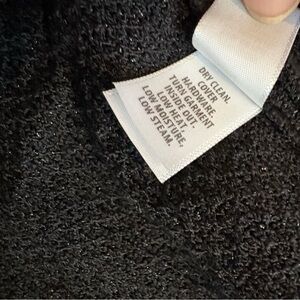 DRY CLEAN.
COVER
HARDWARE.
TURN GARMENT
INSIDE OUT.
LOW HEAT,
LOW MOISTURE,
LOW STEAM.